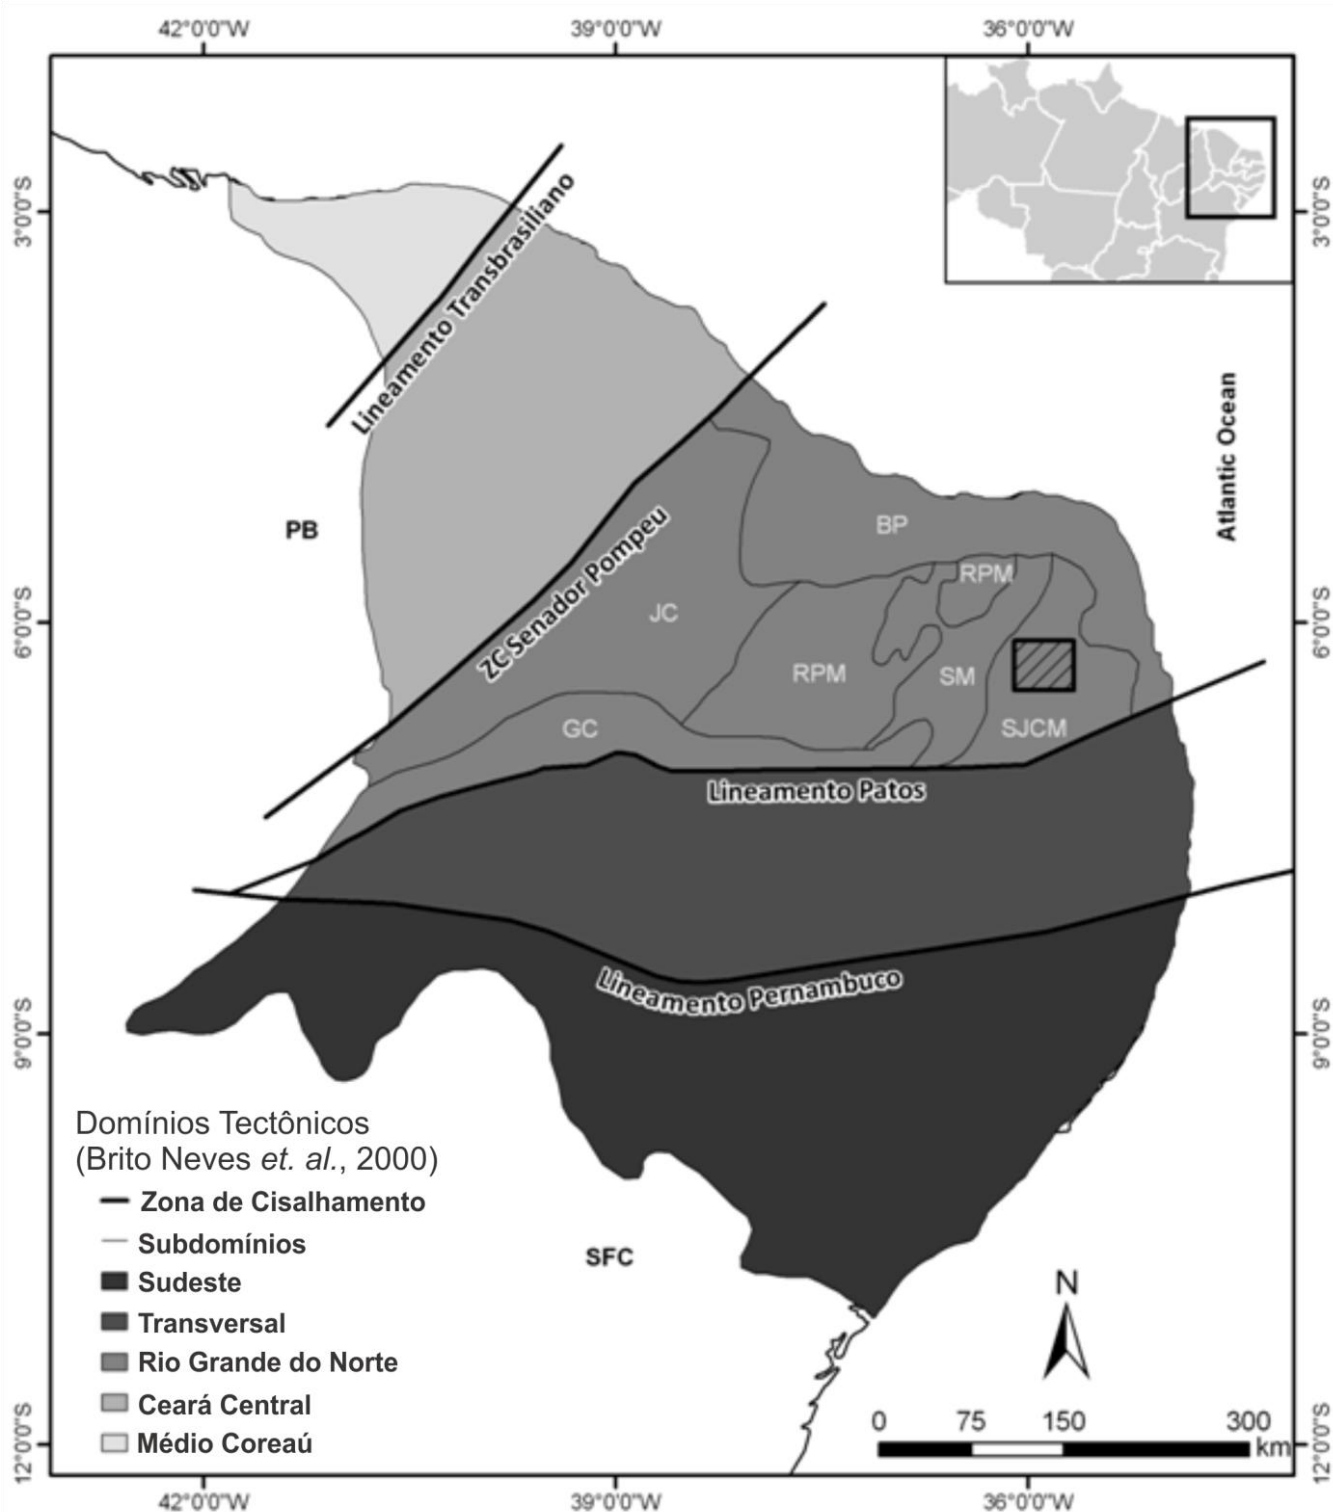 42°0'0"W
39°0'0"W
36°0'0"W
3°0'0"S
3°0'0"S
Lineamento Transbrasiliano
Atlantic Ocean
PB
BP
ZC Senador Pompeu
RPM
JC
6°0'0"S
6°0'0"S
RPM
SM
GC
SJCM
Lineamento Patos
Lineamento Pernambuco
9°0'0"S
9°0'0"S
Domínios Tectônicos
(Brito Neves et. al., 2000)
Zona de Cisalhamento
Subdomínios
Sudeste
Transversal
Rio Grande do Norte
Ceará Central
Médio Coreaú
SFC
N
0 75 150 300
km
12°0'0"S
12°0'0"S
42°0'0"W
39°0'0"W
36°0'0"W